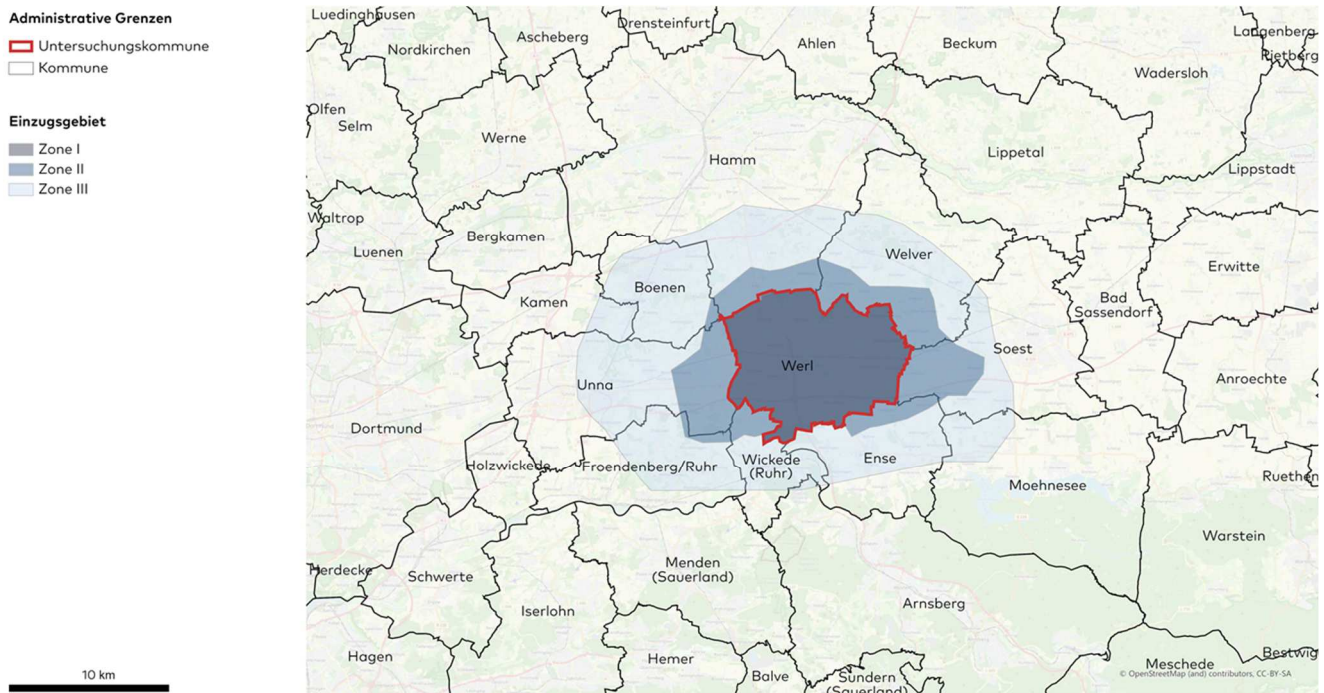 Administrative Grenzen
Untersuchungskommune
Kommune
Einzugsgebiet
Zone I
Zone II
Zone III
10 km
Luedinghausen
Drensteinfurt
Ascheberg
Nordkirchen
Ahlen
Beckum
Langenberg
Rietberg
Wadersloh
Olfen
Selm
Werne
Hamm
Lippetal
Lippstadt
Waltrop
Luenen
Bergkamen
Welver
Erwitte
Boenen
Kamen
Bad
Sassendorf
Soest
Werl
Unna
Anroechte
Dortmund
Holzwickede
Froendenberg/Ruhr
Wickede
(Ruhr)
Ense
Moehnesee
Ruethen
Warstein
Herdecke
Schwerte
Menden
(Sauerland)
Iserlohn
Arnsberg
Hagen
Hemer
Balve
Sundern
(Sauerland)
Meschede
Bestwig
© OpenStreetMap (and) contributors, CC-BY-SA